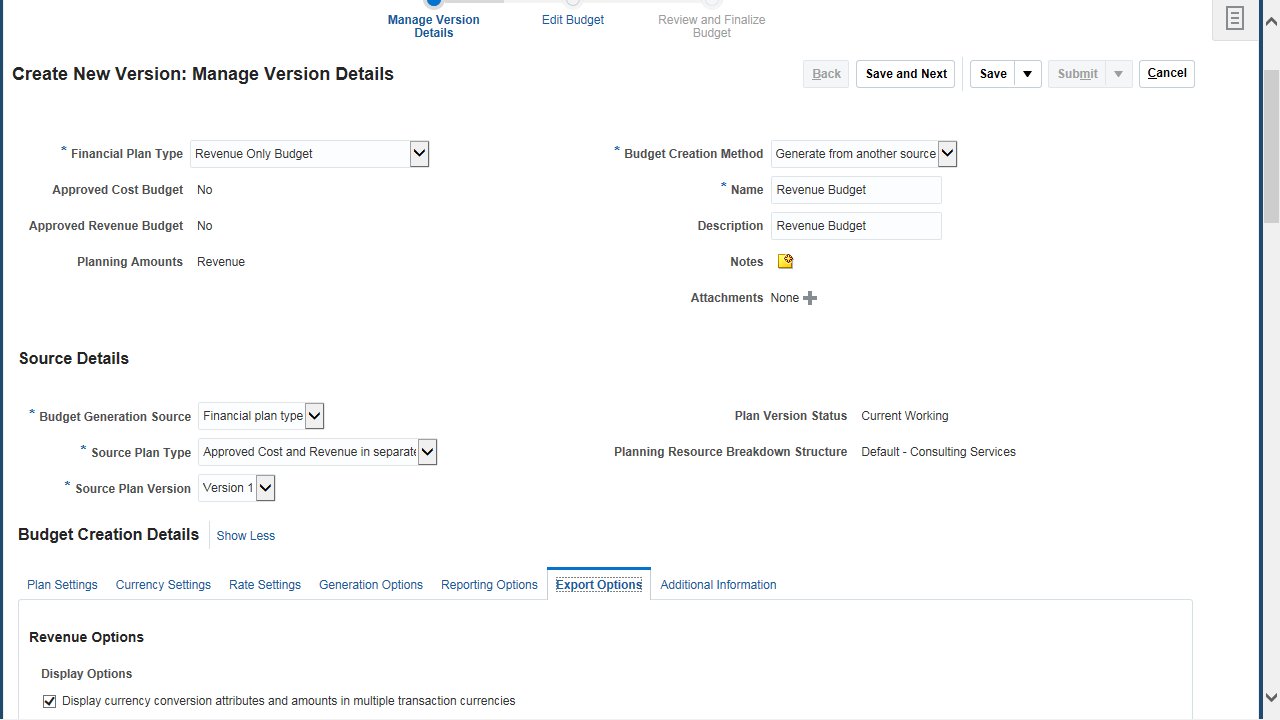 Manage Version
Details
Edit Budget
Review and Finalize
Budget
Create New Version: Manage Version Details
Back
Save and Next
Save
Submit
Cancel
* Financial Plan Type Revenue Only Budget
* Budget Creation Method Generate from another source
Approved Cost Budget No
* Name Revenue Budget
Approved Revenue Budget No
Description Revenue Budget
Planning Amounts Revenue
Notes
Attachments None
Source Details
* Budget Generation Source Financial plan type
Plan Version Status Current Working
* Source Plan Type Approved Cost and Revenue in separate
Planning Resource Breakdown Structure Default - Consulting Services
* Source Plan Version Version 1
Budget Creation Details Show Less
Plan Settings Currency Settings Rate Settings Generation Options Reporting Options Export Options Additional Information
Revenue Options
Display Options
Display currency conversion attributes and amounts in multiple transaction currencies